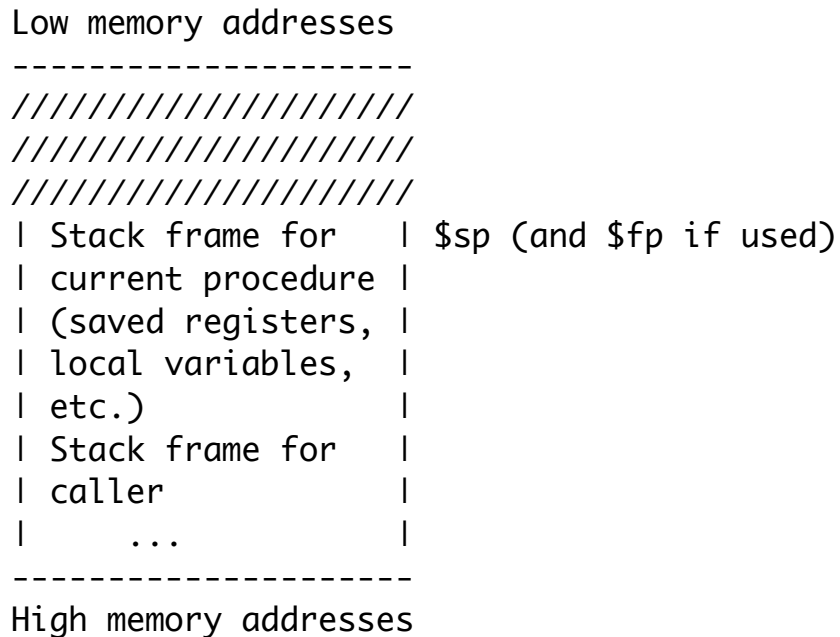 Low memory addresses
---------------------
/////////////////////
/////////////////////
/////////////////////
| Stack frame for   | $sp (and $fp if used)
| current procedure |
| (saved registers, |
| local variables,  |
| etc.)             |
| Stack frame for   |
| caller            |
|     ...           |
---------------------
High memory addresses